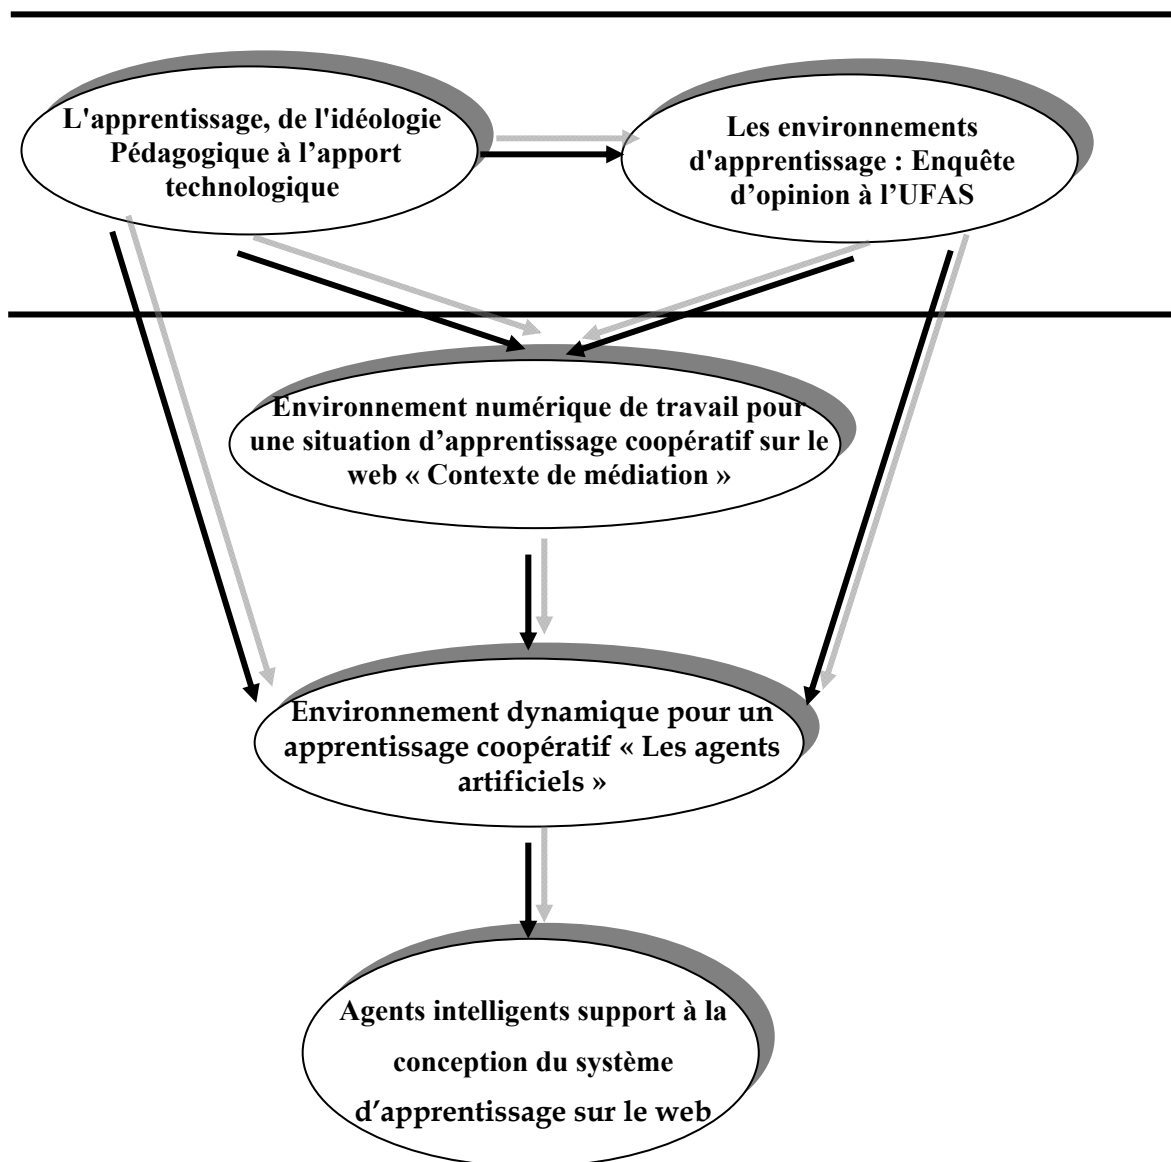 L'apprentissage, de l'idéologie
Pédagogique à l’apport
technologique
Les environnements
d'apprentissage : Enquête
d’opinion à l’UFAS
Environnement numérique de travail pour
une situation d’apprentissage coopératif sur le
web « Contexte de médiation »
Environnement dynamique pour un
apprentissage coopératif « Les agents
artificiels »
Agents intelligents support à la
conception du système
d’apprentissage sur le web